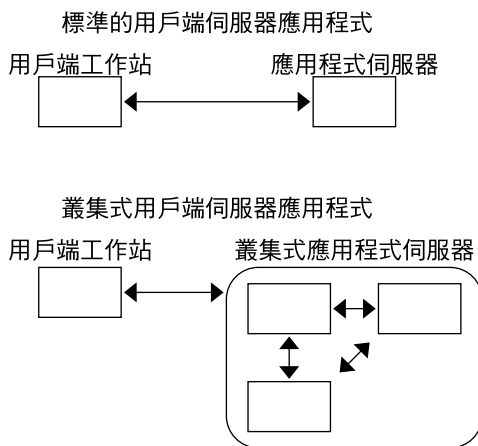 標準的用戶端伺服器應用程式
用戶端工作站
應用程式伺服器
叢集式用戶端伺服器應用程式
用戶端工作站
叢集式應用程式伺服器